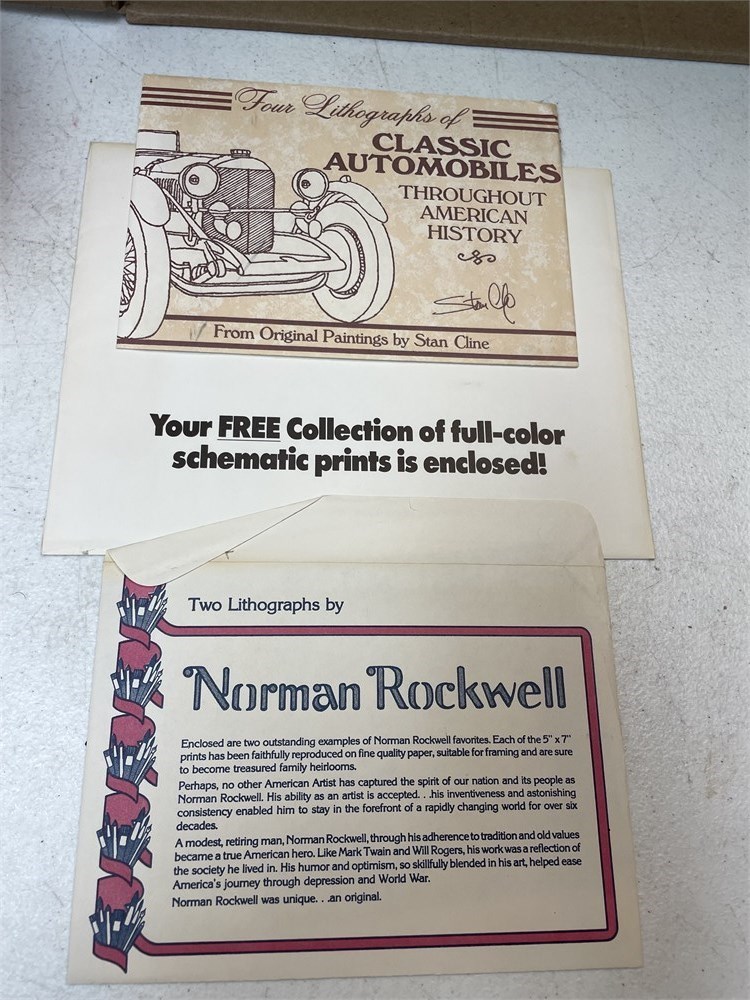 Four Lithographs of
CLASSIC
AUTOMOBILES
THROUGHOUT
AMERICAN
HISTORY
From Original Paintings by Stan Cline
Your FREE Collection of full-color
schematic prints is enclosed!
Two Lithographs by
Norman Rockwell
Enclosed are two outstanding examples of Norman Rockwell favorites. Each of the 5" x 7"
prints has been faithfully reproduced on fine quality paper, suitable for framing and are sure
to become treasured family heirlooms.
Perhaps, no other American Artist has captured the spirit of our nation and its people as
Norman Rockwell. His ability as an artist is accepted. . .his inventiveness and astonishing
consistency enabled him to stay in the forefront of a rapidly changing world for over six
decades.
A modest, retiring man, Norman Rockwell, through his adherence to tradition and old values
became a true American hero. Like Mark Twain and Will Rogers, his work was a reflection of
the society he lived in. His humor and optimism, so skillfully blended in his art, helped ease
America's journey through depression and World War.
Norman Rockwell was unique. . .an original.